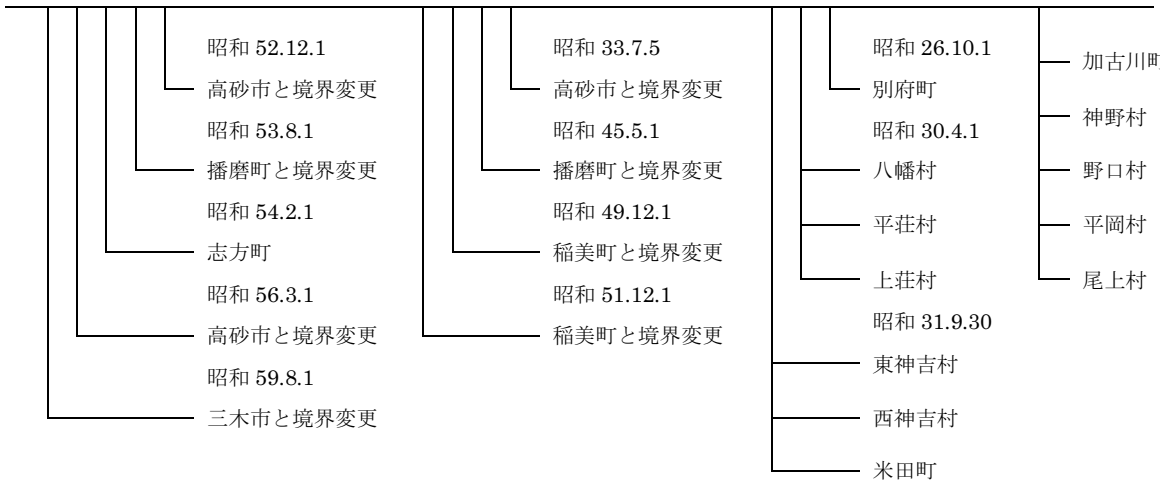 昭和 52.12.1
高砂市と境界変更
昭和 53.8.1
播磨町と境界変更
昭和 54.2.1
志方町
昭和 56.3.1
高砂市と境界変更
昭和 59.8.1
三木市と境界変更
昭和 33.7.5
高砂市と境界変更
昭和 45.5.1
播磨町と境界変更
昭和 49.12.1
稲美町と境界変更
昭和 51.12.1
稲美町と境界変更
昭和 26.10.1
別府町
昭和 30.4.1
八幡村
平荘村
上荘村
昭和 31.9.30
東神吉村
西神吉村
米田町
加古川町
神野村
野口村
平岡村
尾上村